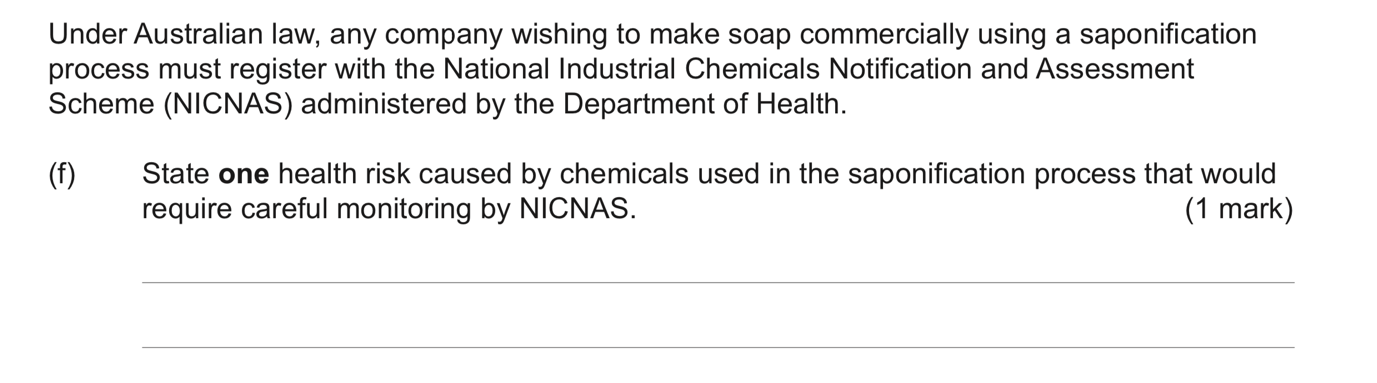 Under Australian law, any company wishing to make soap commercially using a saponification
process must register with the National Industrial Chemicals Notification and Assessment
Scheme (NICNAS) administered by the Department of Health.
(f) State one health risk caused by chemicals used in the saponification process that would
require careful monitoring by NICNAS. (1 mark)